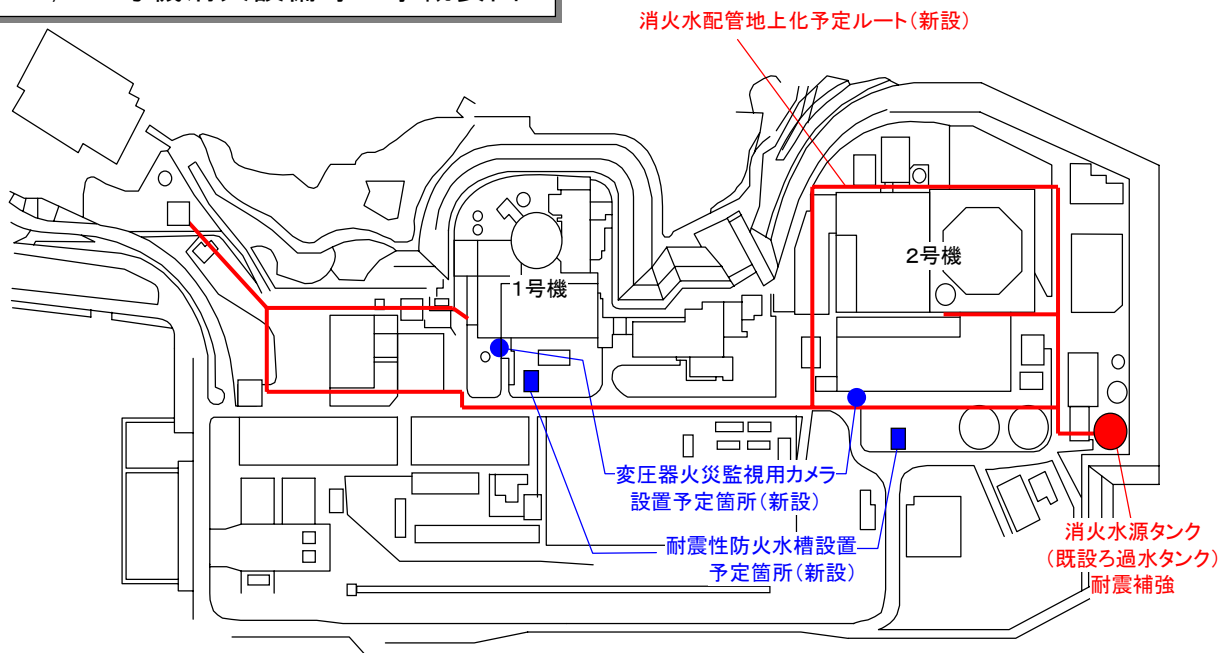 消火水配管地上化予定ルート(新設)
2号機
1号機
変圧器火災監視用カメラ
設置予定箇所(新設)
耐震性防火水槽設置
予定箇所(新設)
消火水源タンク
(既設ろ過水タンク)
耐震補強